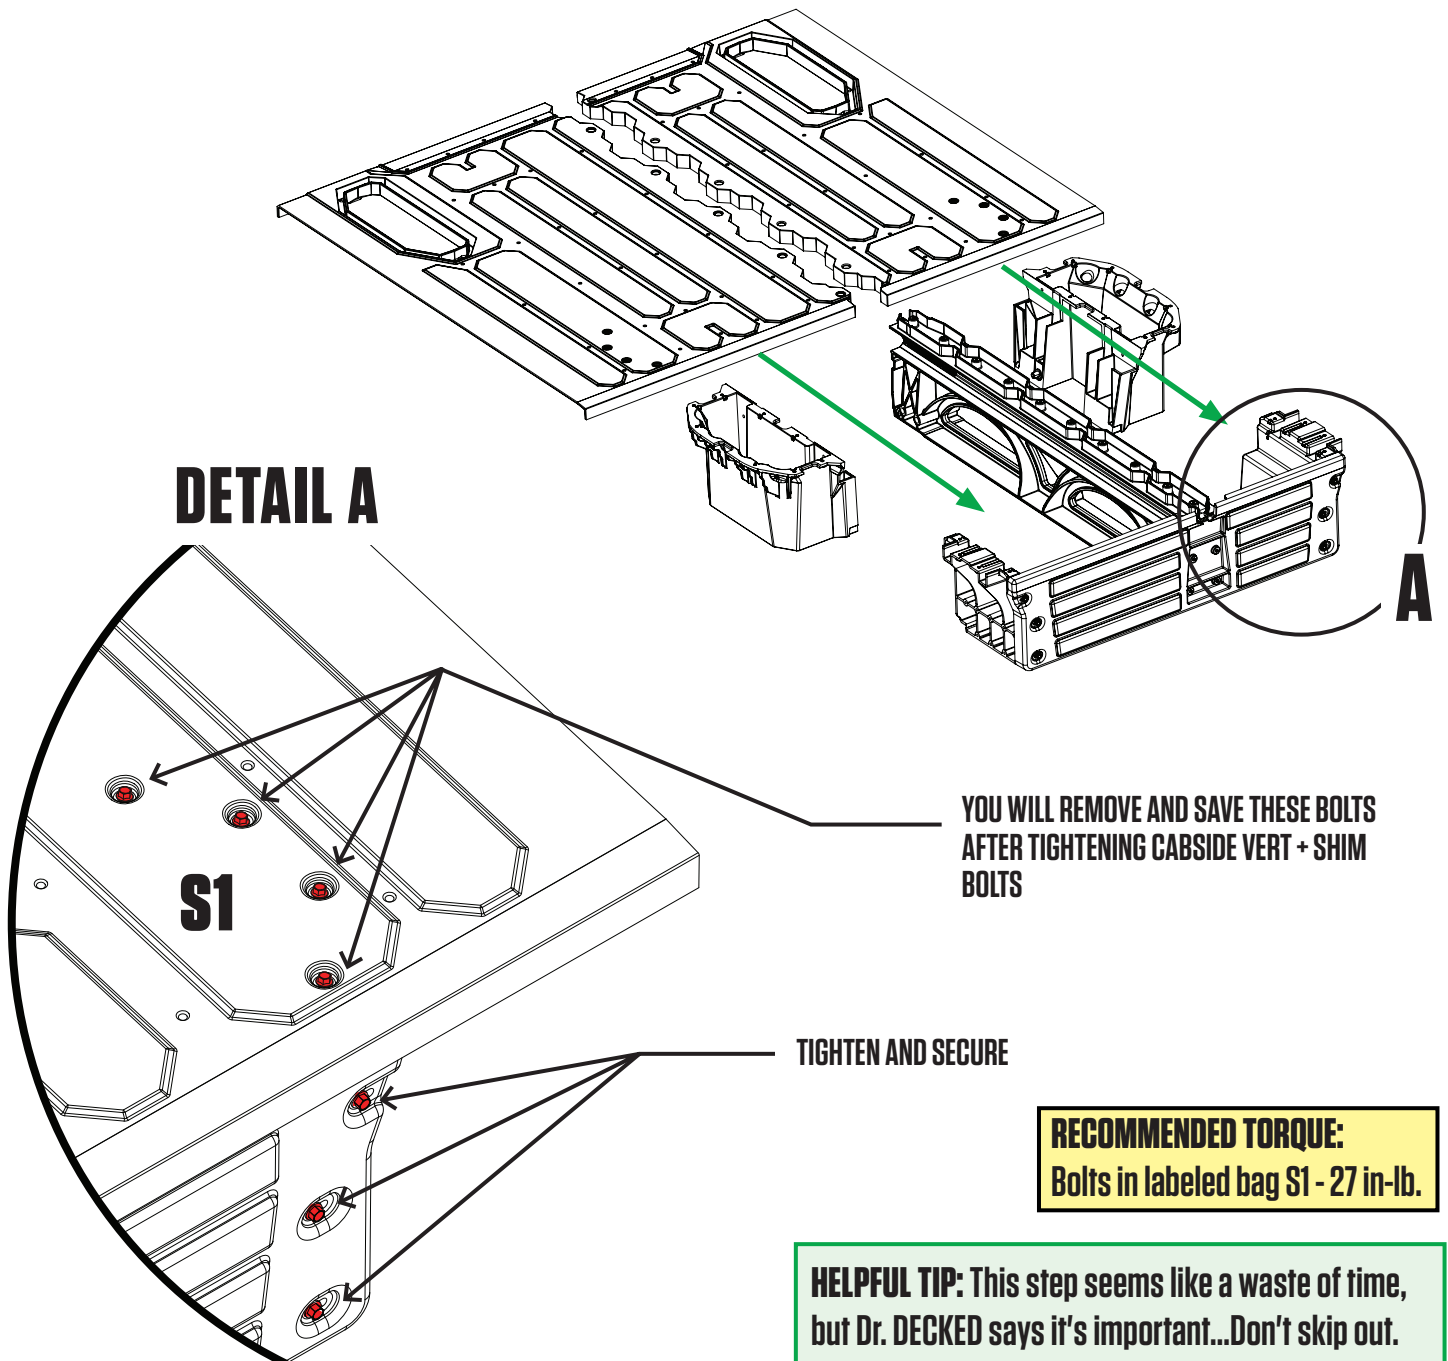 DETAIL A
A
YOU WILL REMOVE AND SAVE THESE BOLTS
AFTER TIGHTENING CABSIDE VERT + SHIM
BOLTS
S1
TIGHTEN AND SECURE
RECOMMENDED TORQUE:
Bolts in labeled bag S1 - 27 in-lb.
HELPFUL TIP: This step seems like a waste of time,
but Dr. DECKED says it's important...Don't skip out.